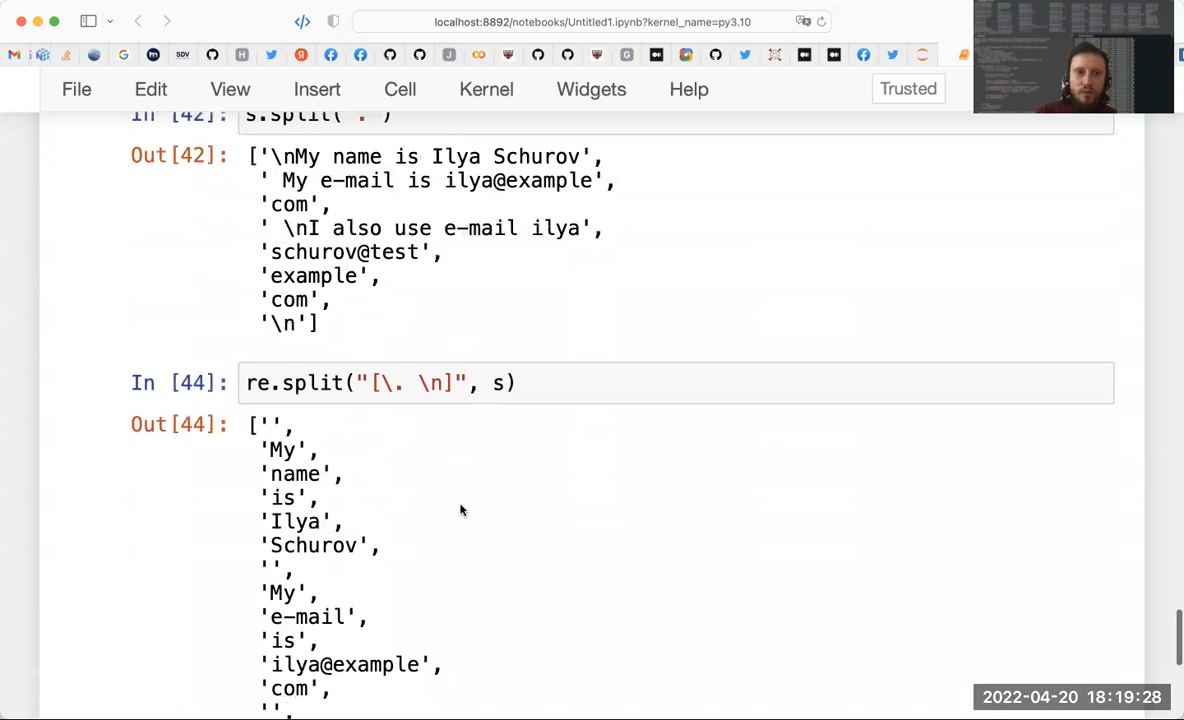 localhost:8892/notebooks/Untitled1.ipynb?kernel_name=py3.10
File Edit View Insert Cell Kernel Widgets Help Trusted
In [42]: s.split(".")
Out[42]: ['\nMy name is Ilya Schurov',
' My e-mail is ilya@example',
'com',
' \nI also use e-mail ilya',
'schurov@test',
'example',
'com',
'\n']
In [44]: re.split("[\. \n]", s)
Out[44]: ['',
'My',
'name',
'is',
'Ilya',
'Schurov',
'',
'My',
'e-mail',
'is',
'ilya@example',
'com',
'',
2022-04-20 18:19:28